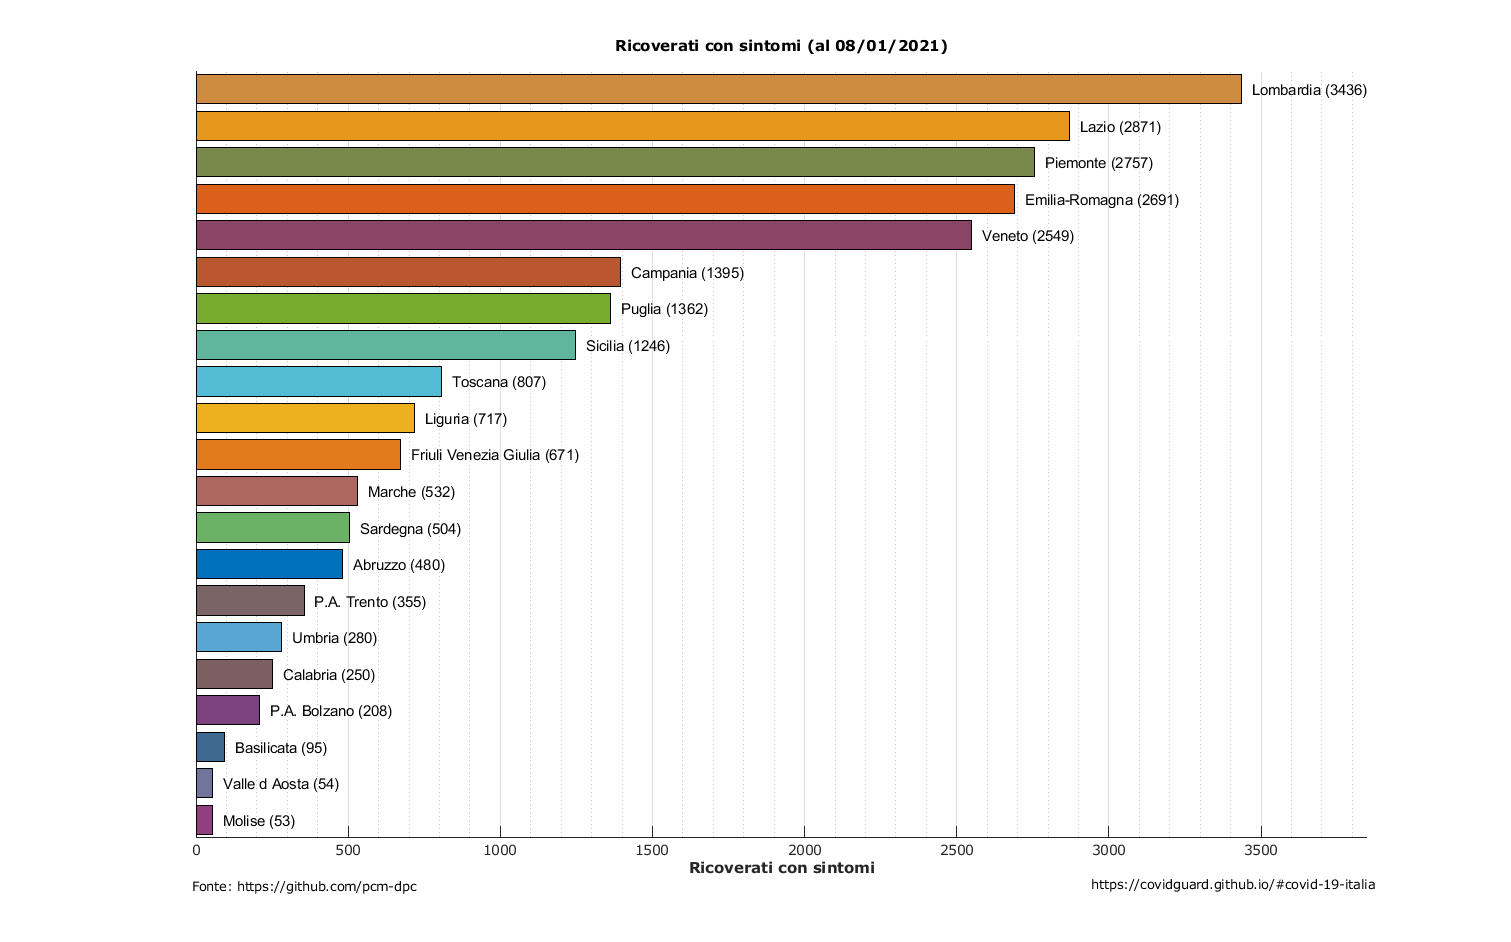 Ricoverati con sintomi (al 08/01/2021)
Lombardia (3436)
Lazio (2871)
Piemonte (2757)
Emilia-Romagna (2691)
Veneto (2549)
Campania (1395)
Puglia (1362)
Sicilia (1246)
Toscana (807)
Liguria (717)
Friuli Venezia Giulia (671)
Marche (532)
Sardegna (504)
Abruzzo (480)
P.A. Trento (355)
Umbria (280)
Calabria (250)
P.A. Bolzano (208)
Basilicata (95)
Valle d Aosta (54)
Molise (53)
0 500 1000 1500 2000 2500 3000 3500
Ricoverati con sintomi
Fonte: https://github.com/pcm-dpc
https://covidguard.github.io/#covid-19-italia